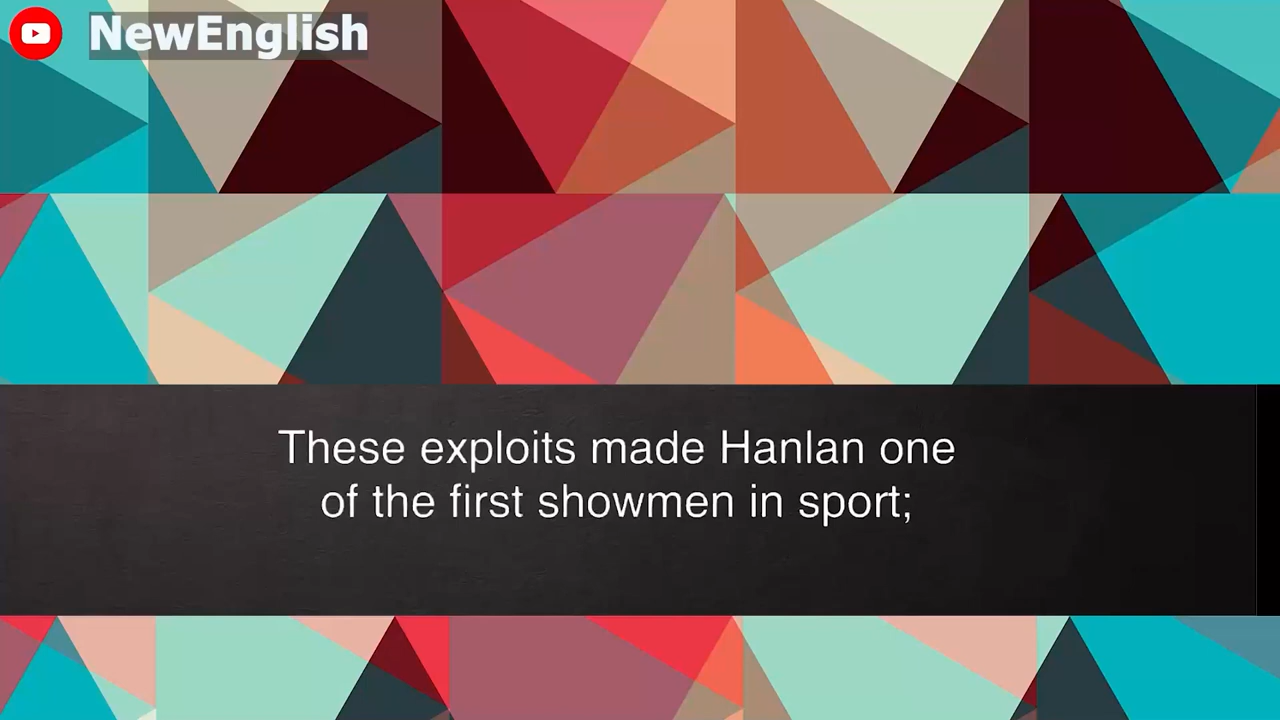 NewEnglish
These exploits made Hanlan one
of the first showmen in sport;